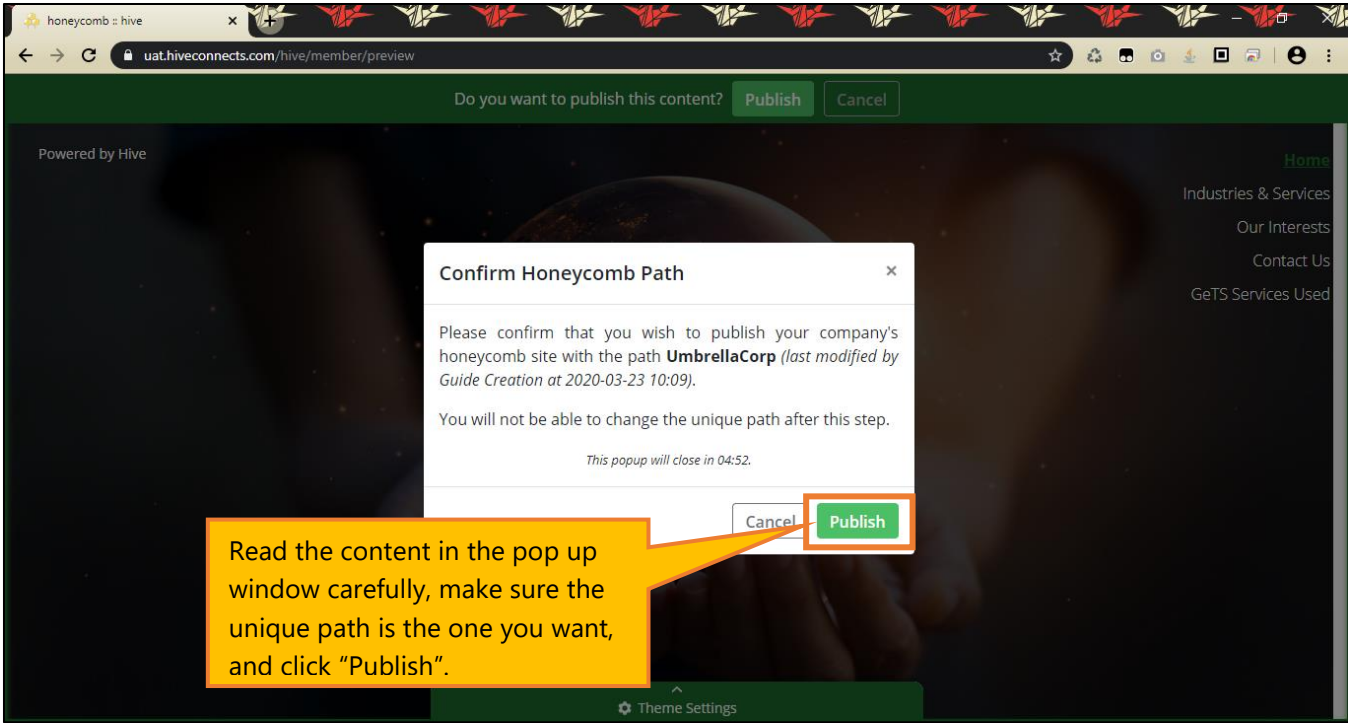 honeycomb :: hive
uat.hiveconnects.com/hive/member/preview
Do you want to publish this content? Publish Cancel
Powered by Hive
Home
Industries & Services
Our Interests
Contact Us
GeTS Services Used
Confirm Honeycomb Path
Please confirm that you wish to publish your company's
honeycomb site with the path UmbrellaCorp (last modified by
Guide Creation at 2020-03-23 10:09).
You will not be able to change the unique path after this step.
This popup will close in 04:52.
Cancel Publish
Read the content in the pop up
window carefully, make sure the
unique path is the one you want,
and click “Publish”.
Theme Settings